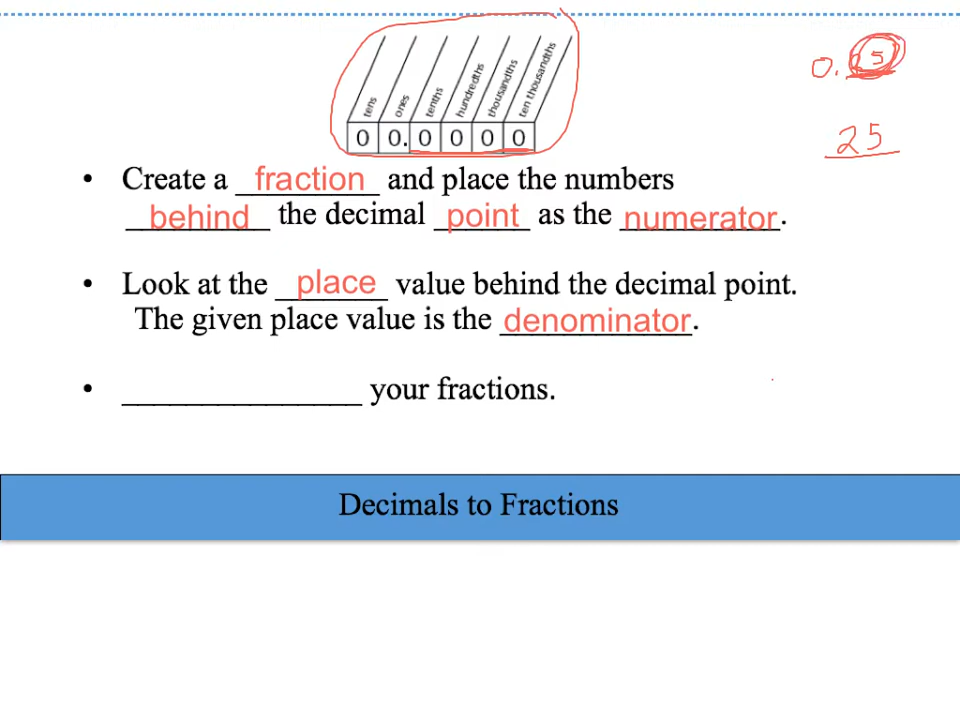 tens ones tenths hundredths thousandths ten thousandths
0 0. 0 0 0 0
0.25
25
• Create a fraction and place the numbers
behind the decimal point as the numerator.
• Look at the place value behind the decimal point.
The given place value is the denominator.
• _______________ your fractions.
Decimals to Fractions